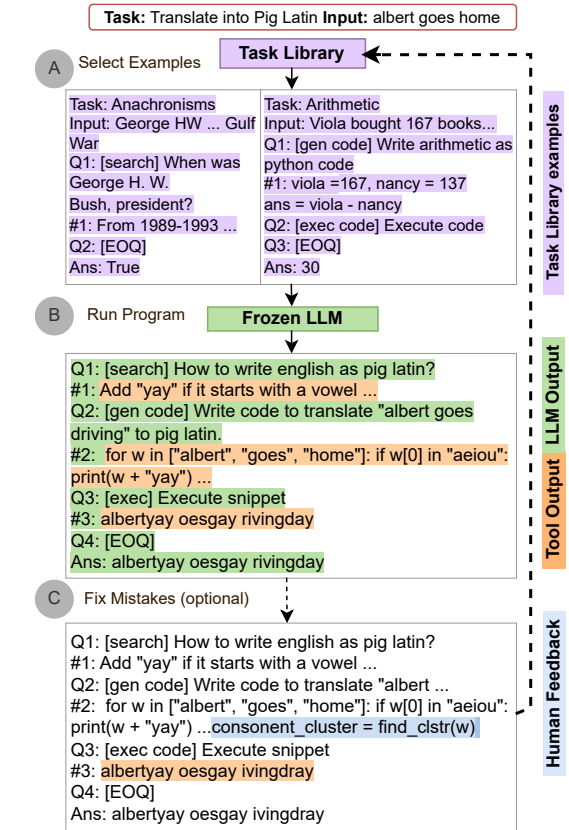 Task: Translate into Pig Latin Input: albert goes home
A
Select Examples
Task Library
Task: Anachronisms
Input: George HW ... Gulf
War
Q1: [search] When was
George H. W.
Bush, president?
#1: From 1989-1993 ...
Q2: [EOQ]
Ans: True
Task: Arithmetic
Input: Viola bought 167 books...
Q1: [gen code] Write arithmetic as
python code
#1: viola =167, nancy = 137
ans = viola - nancy
Q2: [exec code] Execute code
Q3: [EOQ]
Ans: 30
Task Library examples
B
Run Program
Frozen LLM
Q1: [search] How to write english as pig latin?
#1: Add "yay" if it starts with a vowel ...
Q2: [gen code] Write code to translate "albert goes
driving" to pig latin.
#2: for w in ["albert", "goes", "home"]: if w[0] in "aeiou":
print(w + "yay") ...
Q3: [exec] Execute snippet
#3: albertyay oesgay rivingday
Q4: [EOQ]
Ans: albertyay oesgay rivingday
LLM Output
Tool Output
C
Fix Mistakes (optional)
Q1: [search] How to write english as pig latin?
#1: Add "yay" if it starts with a vowel ...
Q2: [gen code] Write code to translate "albert ...
#2: for w in ["albert", "goes", "home"]: if w[0] in "aeiou":
print(w + "yay") ...consonent_cluster = find_clstr(w)
Q3: [exec code] Execute snippet
#3: albertyay oesgay ivingdray
Q4: [EOQ]
Ans: albertyay oesgay ivingdray
Human Feedback